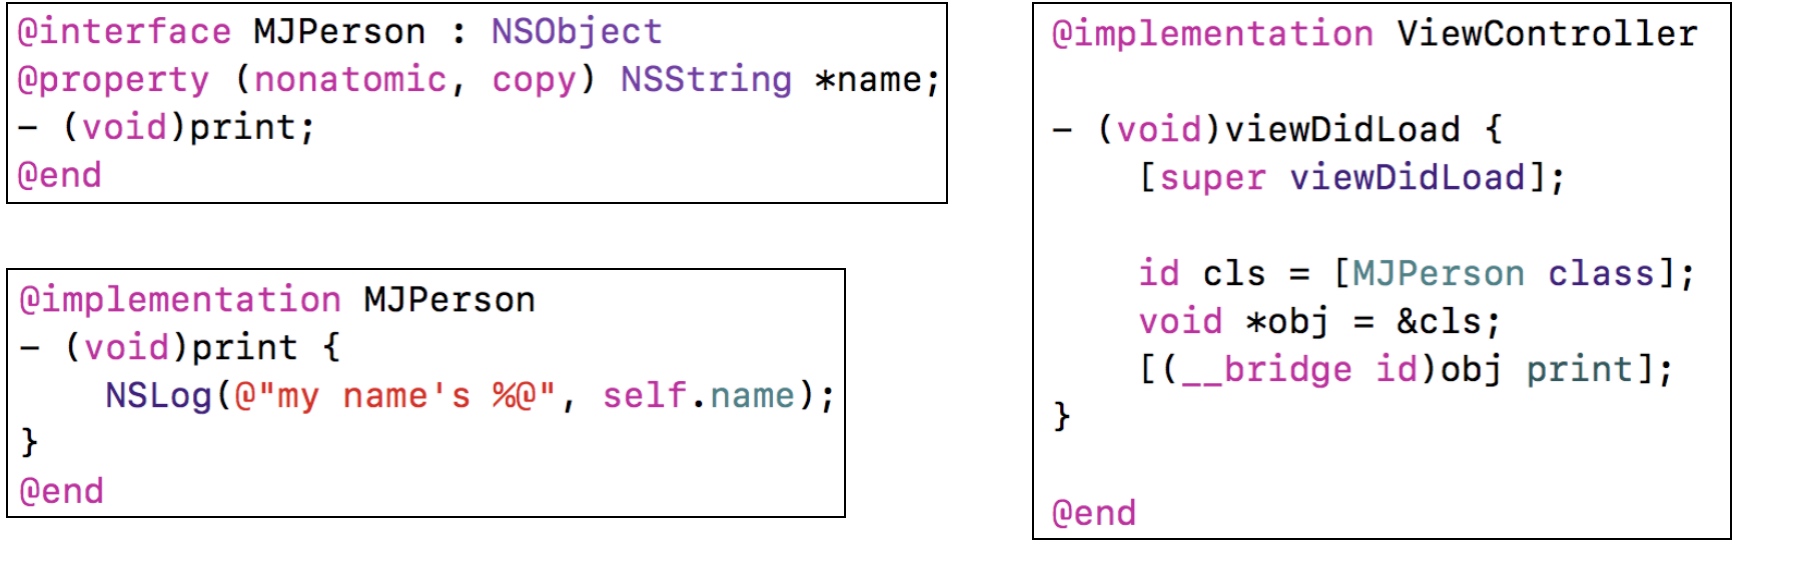 @interface MJPerson : NSObject
@property (nonatomic, copy) NSString *name;
- (void)print;
@end
@implementation MJPerson
- (void)print {
    NSLog(@"my name's %@", self.name);
}
@end
@implementation ViewController
- (void)viewDidLoad {
    [super viewDidLoad];
    id cls = [MJPerson class];
    void *obj = &cls;
    [(__bridge id)obj print];
}
@end